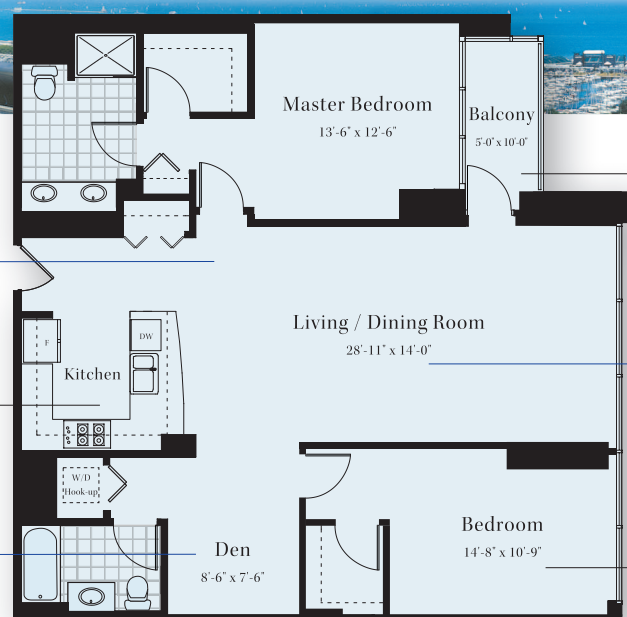 Master Bedroom
13'-6" x 12'-6"
Balcony
5'-0" x 10'-0"
Living / Dining Room
28'-11" x 14'-0"
F
DW
Kitchen
W/D
Hook-up
Den
8'-6" x 7'-6"
Bedroom
14'-8" x 10'-9"